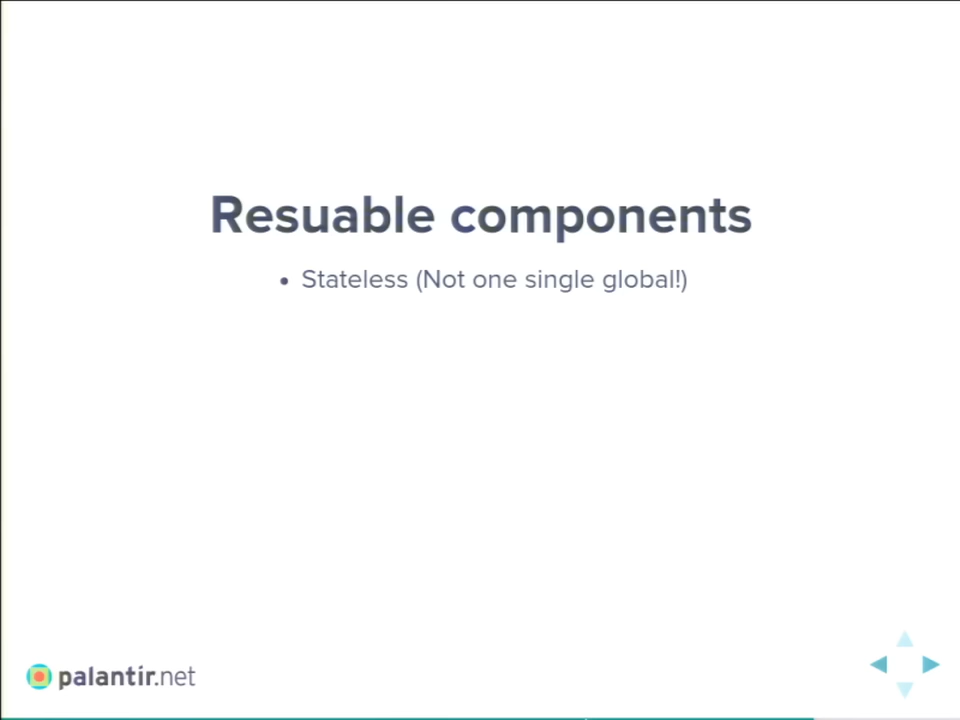 Resuable components
• Stateless (Not one single global!)
palantir.net